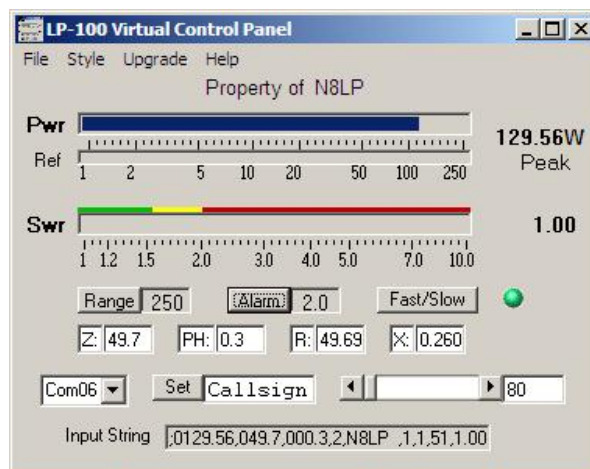 LP-100 Virtual Control Panel
File Style Upgrade Help
Property of N8LP
Pwr
129.56W
Ref
Peak
1 2 5 10 20 50 100 250
Swr
1.00
1 1.2 1.5 2.0 3.0 4.0 5.0 7.0 10.0
Range 250 Alarm 2.0 Fast/Slow
Z: 49.7 PH: 0.3 R: 49.69 X: 0.260
Com06 Set Callsign 80
Input String ;0129.56,049.7,000.3,2,N8LP ,1,1,51,1.00